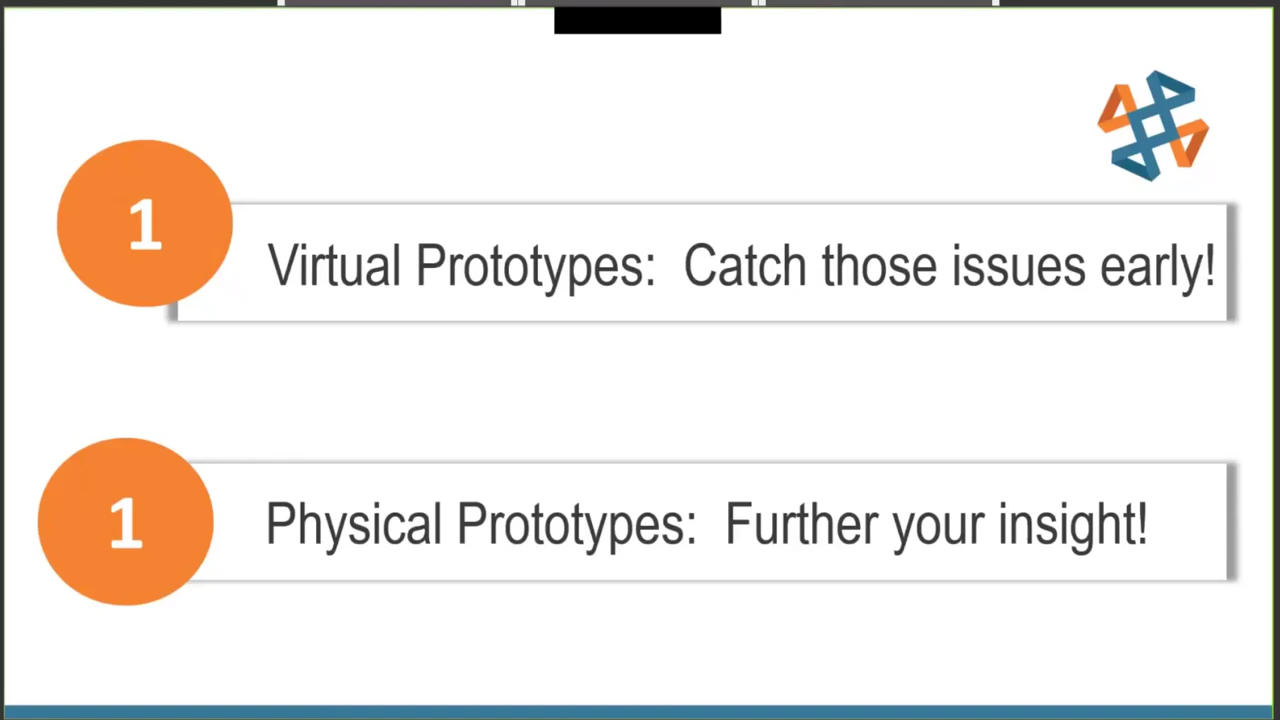 1
Virtual Prototypes: Catch those issues early!
1
Physical Prototypes: Further your insight!